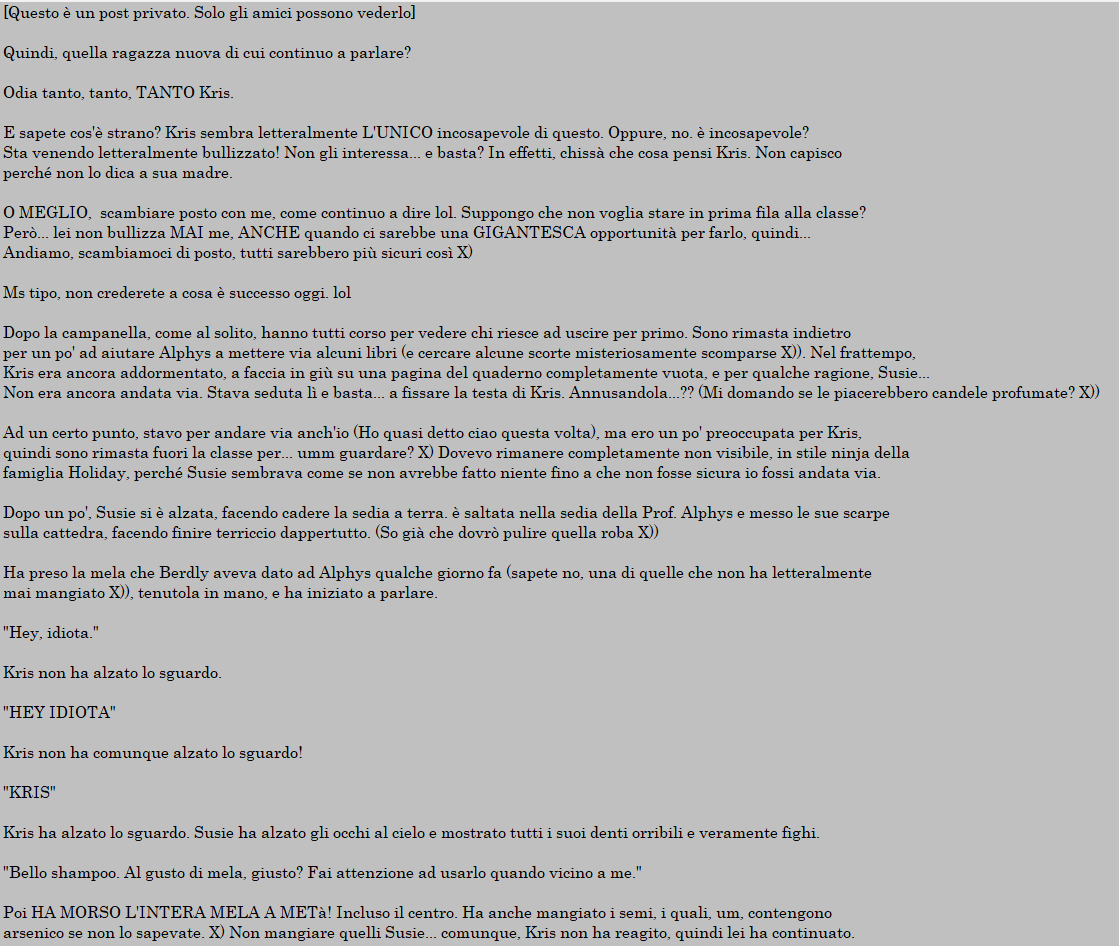 [Questo è un post privato. Solo gli amici possono vederlo]
Quindi, quella ragazza nuova di cui continuo a parlare?
Odia tanto, tanto, TANTO Kris.
E sapete cos'è strano? Kris sembra letteralmente L'UNICO incosapevole di questo. Oppure, no. è incosapevole?
Sta venendo letteralmente bullizzato! Non gli interessa... e basta? In effetti, chissà che cosa pensi Kris. Non capisco
perché non lo dica a sua madre.
O MEGLIO,  scambiare posto con me, come continuo a dire lol. Suppongo che non voglia stare in prima fila alla classe?
Però... lei non bullizza MAI me, ANCHE quando ci sarebbe una GIGANTESCA opportunità per farlo, quindi...
Andiamo, scambiamoci di posto, tutti sarebbero più sicuri così X)
Ms tipo, non crederete a cosa è successo oggi. lol
Dopo la campanella, come al solito, hanno tutti corso per vedere chi riesce ad uscire per primo. Sono rimasta indietro
per un po' ad aiutare Alphys a mettere via alcuni libri (e cercare alcune scorte misteriosamente scomparse X)). Nel frattempo,
Kris era ancora addormentato, a faccia in giù su una pagina del quaderno completamente vuota, e per qualche ragione, Susie...
Non era ancora andata via. Stava seduta lì e basta... a fissare la testa di Kris. Annusandola...?? (Mi domando se le piacerebbero candele profumate? X))
Ad un certo punto, stavo per andare via anch'io (Ho quasi detto ciao questa volta), ma ero un po' preoccupata per Kris,
quindi sono rimasta fuori la classe per... umm guardare? X) Dovevo rimanere completamente non visibile, in stile ninja della
famiglia Holiday, perché Susie sembrava come se non avrebbe fatto niente fino a che non fosse sicura io fossi andata via.
Dopo un po', Susie si è alzata, facendo cadere la sedia a terra. è saltata nella sedia della Prof. Alphys e messo le sue scarpe
sulla cattedra, facendo finire terriccio dappertutto. (So già che dovrò pulire quella roba X))
Ha preso la mela che Berdly aveva dato ad Alphys qualche giorno fa (sapete no, una di quelle che non ha letteralmente
mai mangiato X)), tenutola in mano, e ha iniziato a parlare.
"Hey, idiota."
Kris non ha alzato lo sguardo.
"HEY IDIOTA"
Kris non ha comunque alzato lo sguardo!
"KRIS"
Kris ha alzato lo sguardo. Susie ha alzato gli occhi al cielo e mostrato tutti i suoi denti orribili e veramente fighi.
"Bello shampoo. Al gusto di mela, giusto? Fai attenzione ad usarlo quando vicino a me."
Poi HA MORSO L'INTERA MELA A METà! Incluso il centro. Ha anche mangiato i semi, i quali, um, contengono
arsenico se non lo sapevate. X) Non mangiare quelli Susie... comunque, Kris non ha reagito, quindi lei ha continuato.